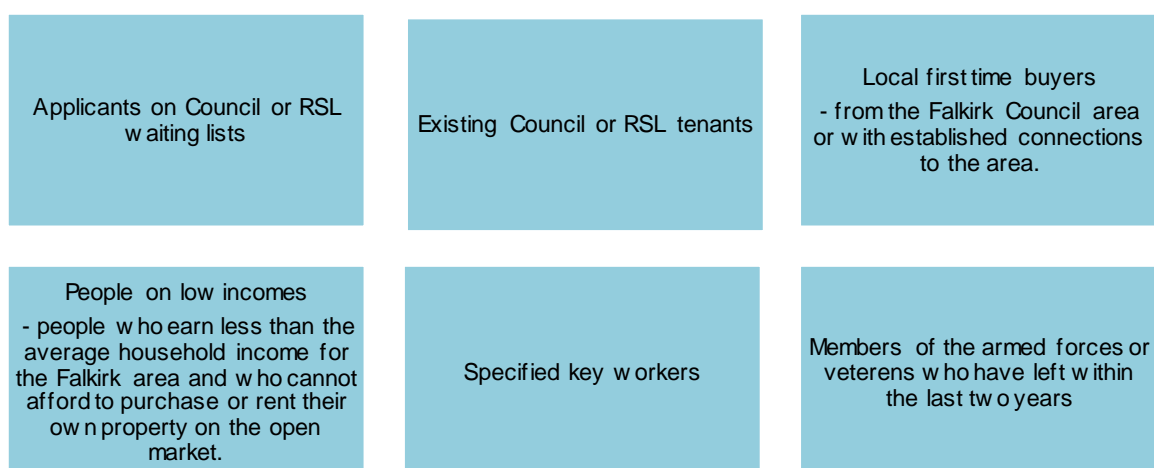 Applicants on Council or RSL
waiting lists
Existing Council or RSL tenants
Local first time buyers
- from the Falkirk Council area
or with established connections
to the area.
People on low incomes
- people who earn less than the
average household income for
the Falkirk area and who cannot
afford to purchase or rent their
own property on the open
market.
Specified key workers
Members of the armed forces or
veterens who have left within
the last two years